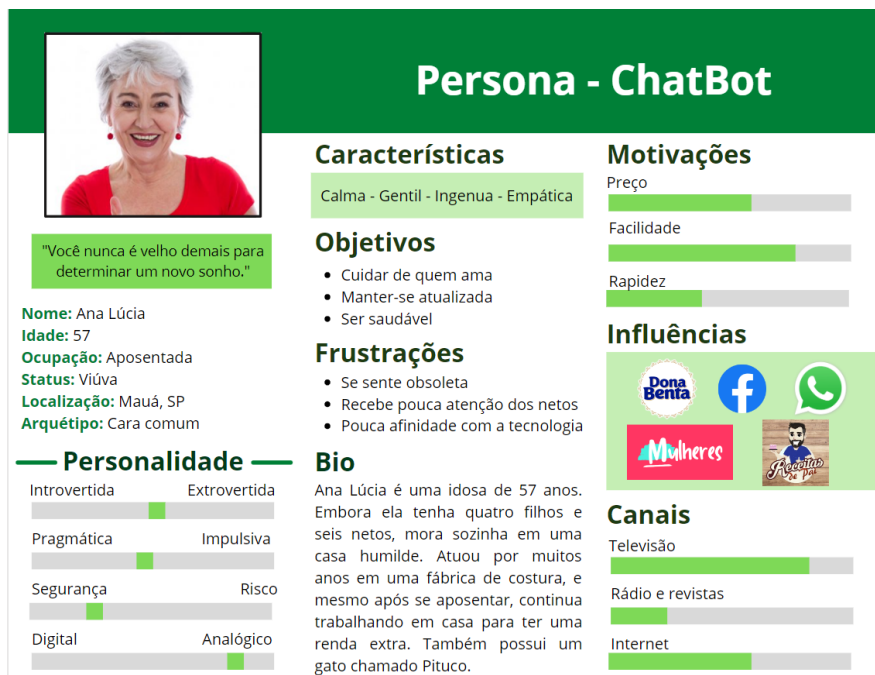 Persona - ChatBot
"Você nunca é velho demais para
determinar um novo sonho."
Nome: Ana Lúcia
Idade: 57
Ocupação: Aposentada
Status: Viúva
Localização: Mauá, SP
Arquétipo: Cara comum
Personalidade
Introvertida Extrovertida
Pragmática Impulsiva
Segurança Risco
Digital Analógico
Características
Calma - Gentil - Ingenua - Empática
Objetivos
Cuidar de quem ama
Manter-se atualizada
Ser saudável
Frustrações
Se sente obsoleta
Recebe pouca atenção dos netos
Pouca afinidade com a tecnologia
Bio
Ana Lúcia é uma idosa de 57 anos.
Embora ela tenha quatro filhos e
seis netos, mora sozinha em uma
casa humilde. Atuou por muitos
anos em uma fábrica de costura, e
mesmo após se aposentar, continua
trabalhando em casa para ter uma
renda extra. Também possui um
gato chamado Pituco.
Motivações
Preço
Facilidade
Rapidez
Influências
Dona
Benta
f
Mulheres
Receitas
de Pai
Canais
Televisão
Rádio e revistas
Internet